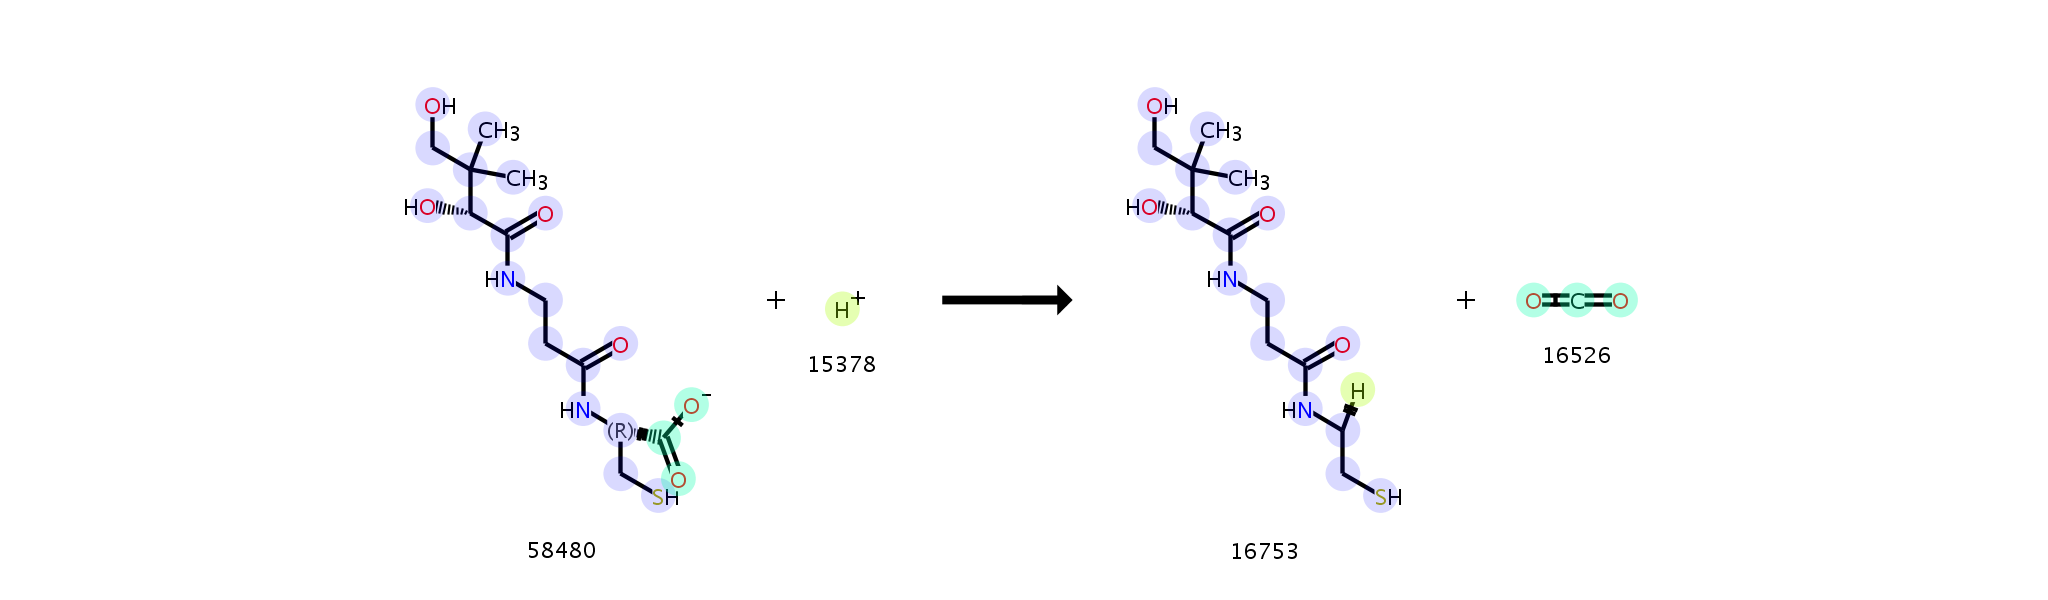 OH OH
CH3 CH3
CH3 CH3
HO O HO O
HN HN
O O
H
O-
HN HN
(R)
O
SH SH
+ H+ + O C O
15378 16526
58480 16753